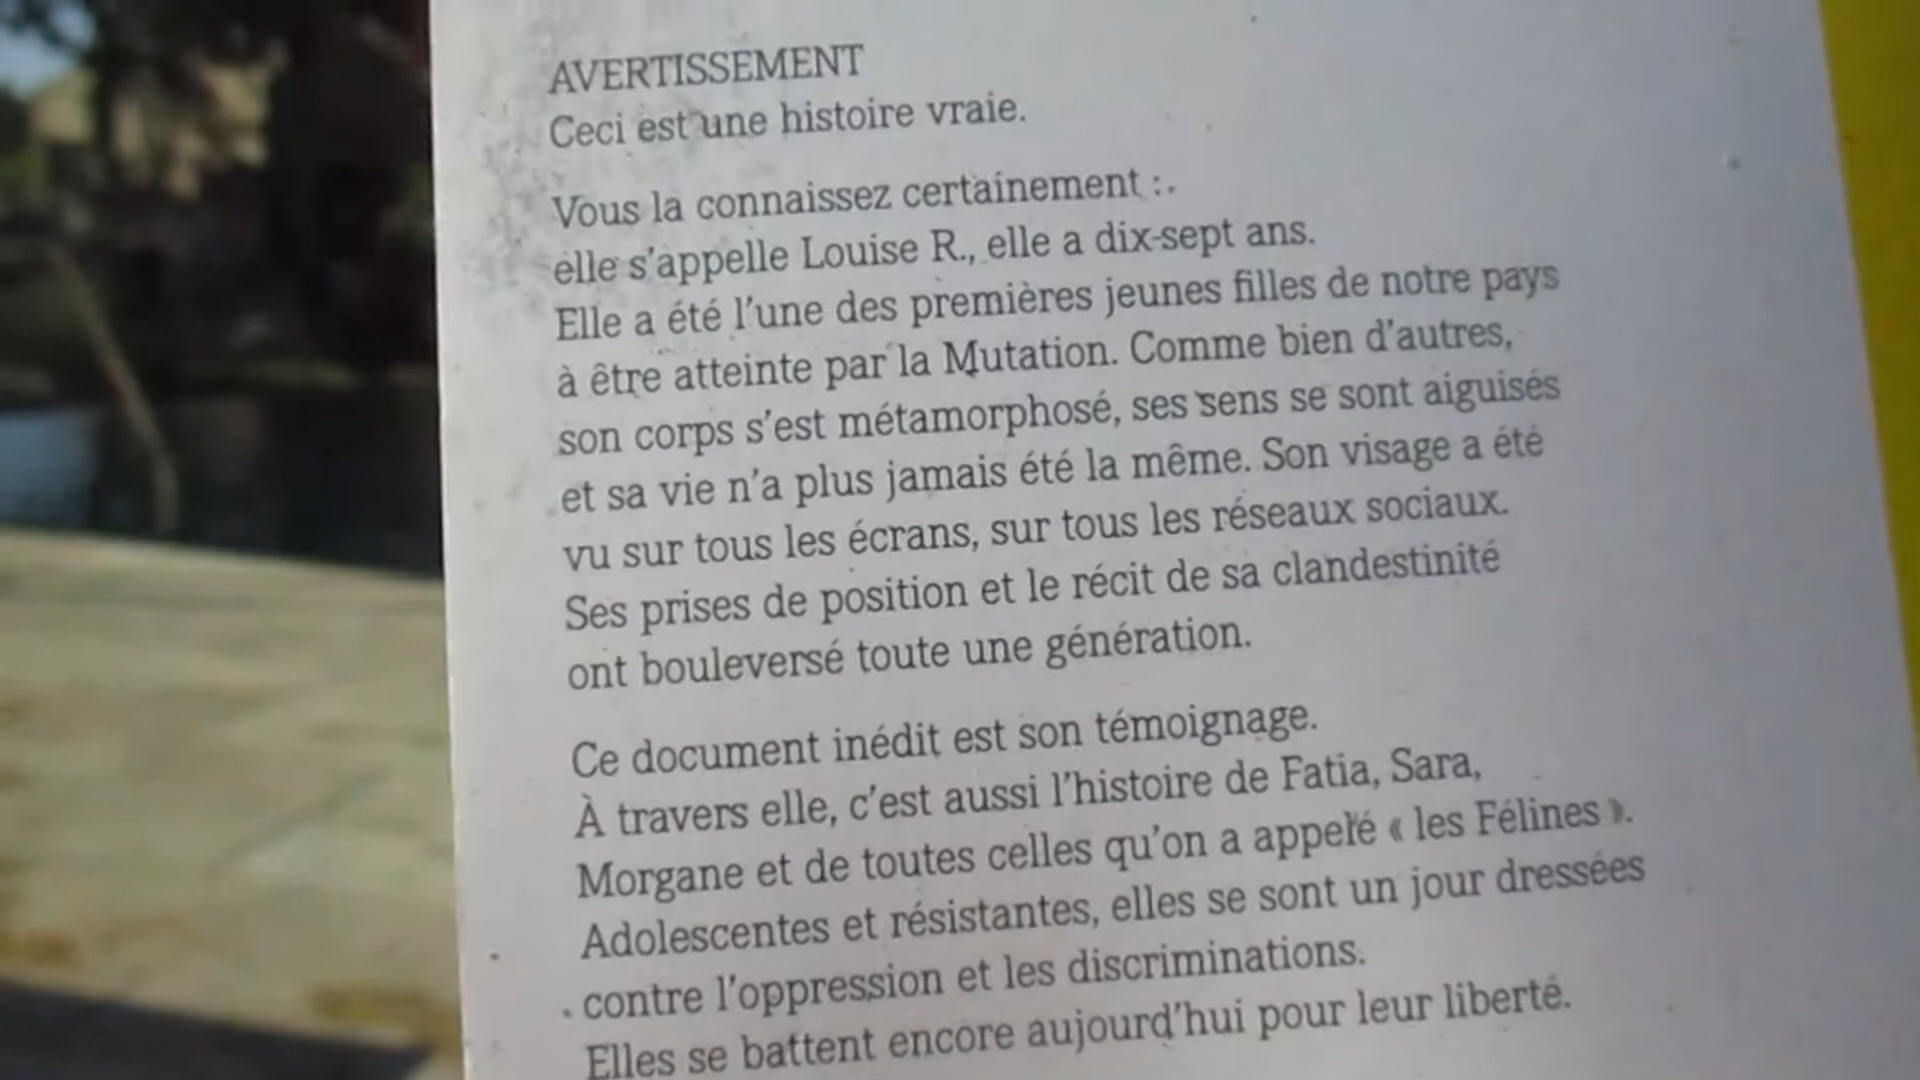 AVERTISSEMENT
Ceci est une histoire vraie.
Vous la connaissez certainement :
elle s'appelle Louise R., elle a dix-sept ans.
Elle a été l'une des premières jeunes filles de notre pays
à être atteinte par la Mutation. Comme bien d'autres,
son corps s'est métamorphosé, ses sens se sont aiguisés
et sa vie n'a plus jamais été la même. Son visage a été
vu sur tous les écrans, sur tous les réseaux sociaux.
Ses prises de position et le récit de sa clandestinité
ont bouleversé toute une génération.
Ce document inédit est son témoignage.
À travers elle, c'est aussi l'histoire de Fatia, Sara,
Morgane et de toutes celles qu'on a appelé « les Félines ».
Adolescentes et résistantes, elles se sont un jour dressées
contre l'oppression et les discriminations.
Elles se battent encore aujourd'hui pour leur liberté.